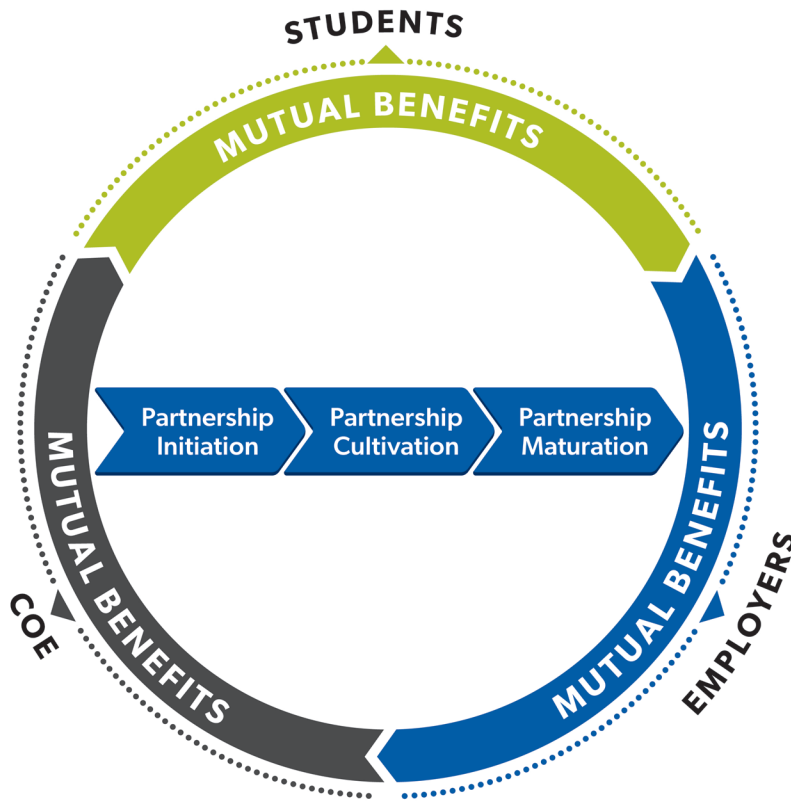 STUDENTS
MUTUAL BENEFITS
Partnership
Initiation
Partnership
Cultivation
Partnership
Maturation
MUTUAL BENEFITS
EMPLOYERS
MUTUAL BENEFITS
COE